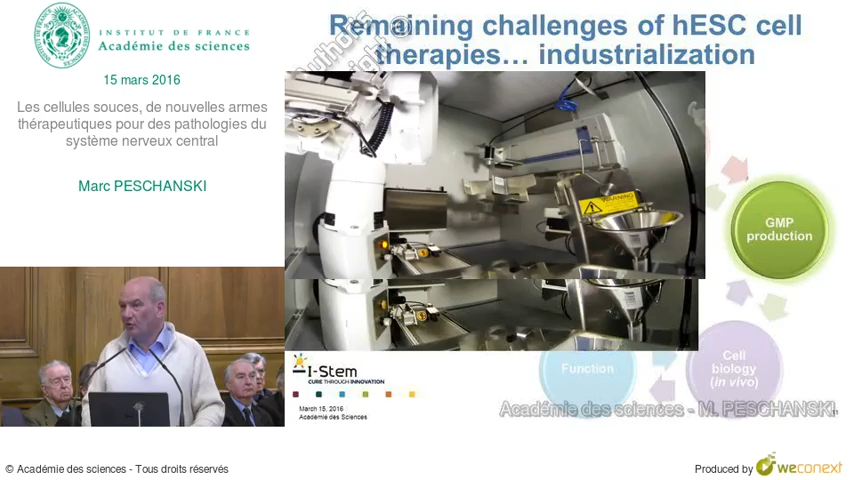 INSTITUT DE FRANCE
Académie des sciences
15 mars 2016
Les cellules souces, de nouvelles armes
thérapeutiques pour des pathologies du
système nerveux central
Marc PESCHANSKI
Remaining challenges of hESC cell
therapies… industrialization
WARNING
GMP
production
Cell
biology
(in vivo)
Function
I-Stem
CURE THROUGH INNOVATION
March 15, 2016
Académie des Sciences
Académie des sciences - M. PESCHANSKI
© Académie des sciences - Tous droits réservés
Produced by weconext